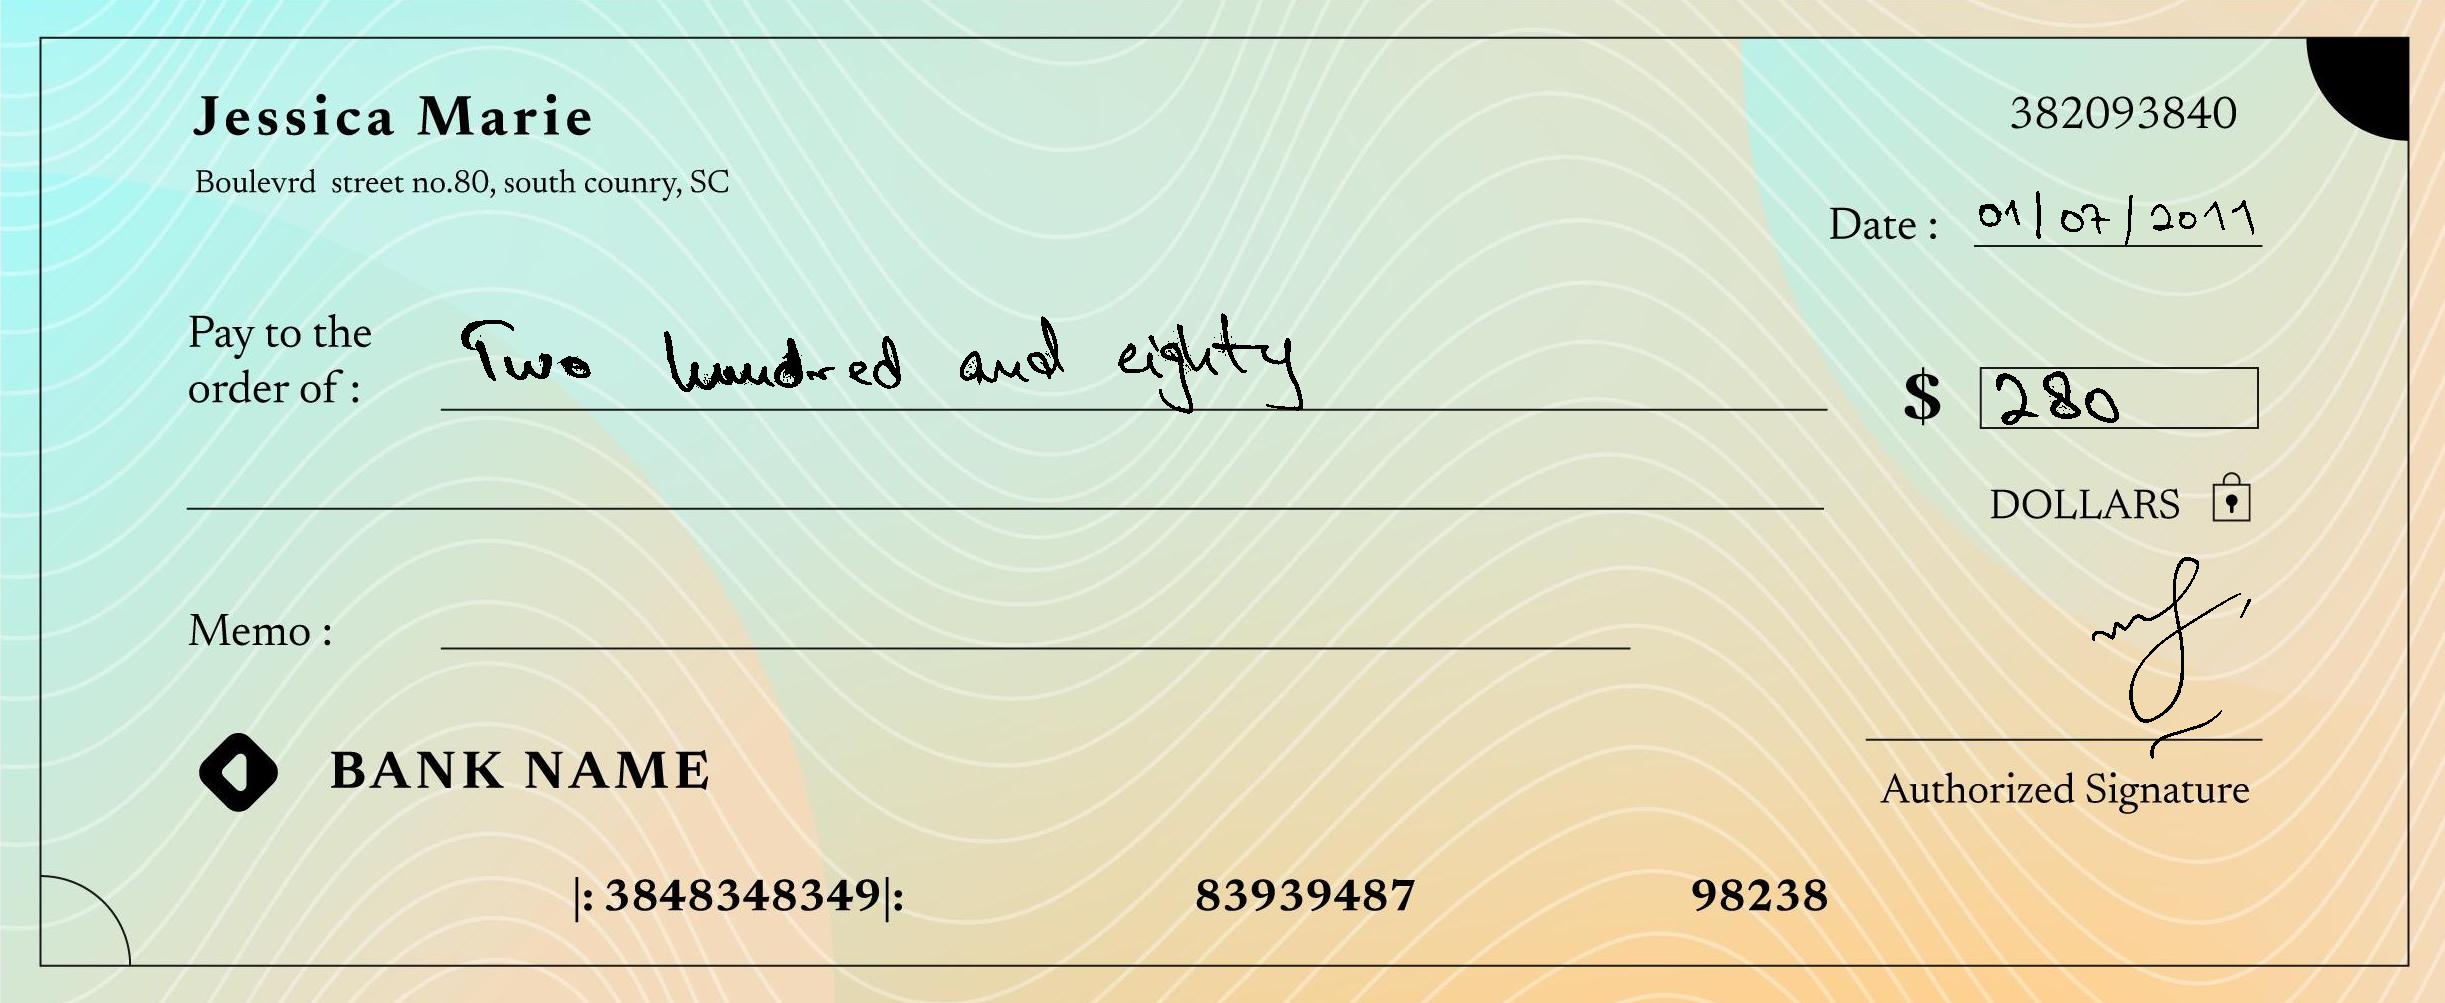 Jessica Marie
382093840
Boulevrd street no.80, south counry, SC
Date : 01/07/2011
Pay to the
order of : Two hundred and eighty
$ 280
DOLLARS
Memo :
BANK NAME
Authorized Signature
|: 3848348349|: 83939487 98238